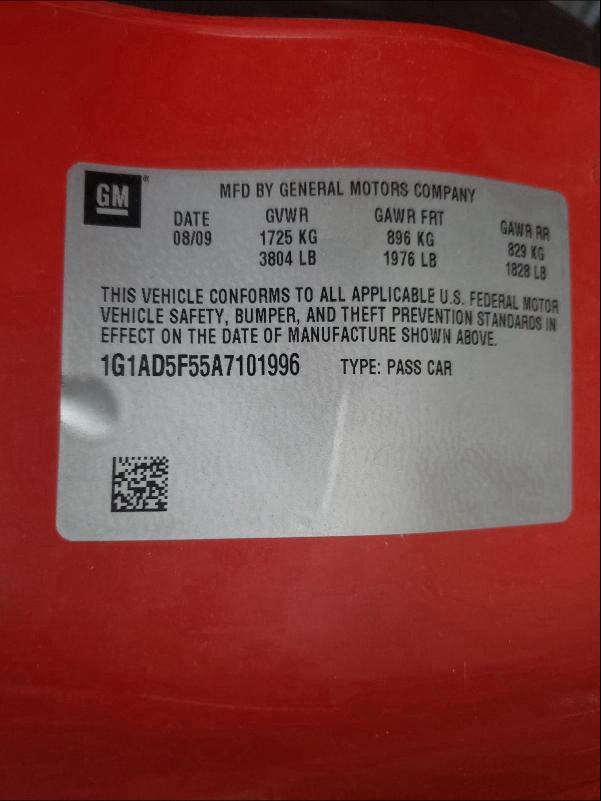 GM®
MFD BY GENERAL MOTORS COMPANY
DATE GVWR GAWR FRT GAWR RR
08/09 1725 KG 896 KG 829 KG
3804 LB 1976 LB 1828 LB
THIS VEHICLE CONFORMS TO ALL APPLICABLE U.S. FEDERAL MOTOR
VEHICLE SAFETY, BUMPER, AND THEFT PREVENTION STANDARDS IN
EFFECT ON THE DATE OF MANUFACTURE SHOWN ABOVE.
1G1AD5F55A7101996 TYPE: PASS CAR